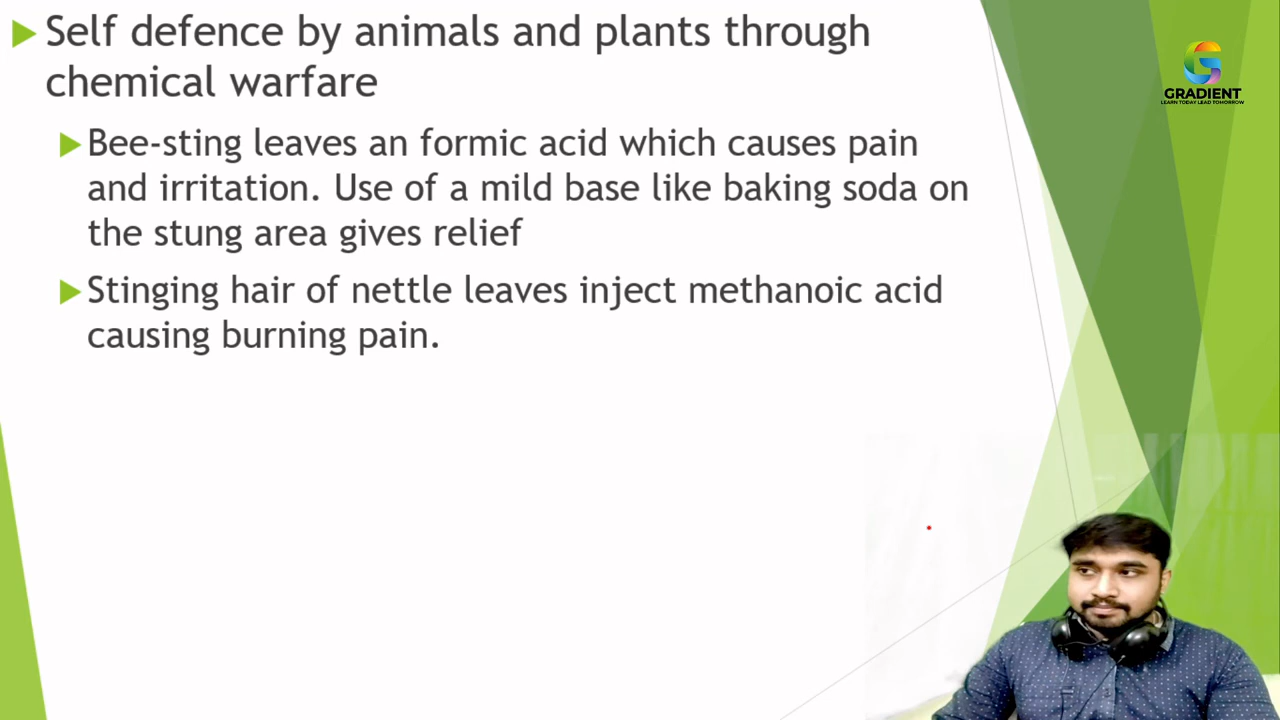 Self defence by animals and plants through
chemical warfare
Bee-sting leaves an formic acid which causes pain
and irritation. Use of a mild base like baking soda on
the stung area gives relief
Stinging hair of nettle leaves inject methanoic acid
causing burning pain.
GRADIENT
LEARN TODAY LEAD TOMORROW